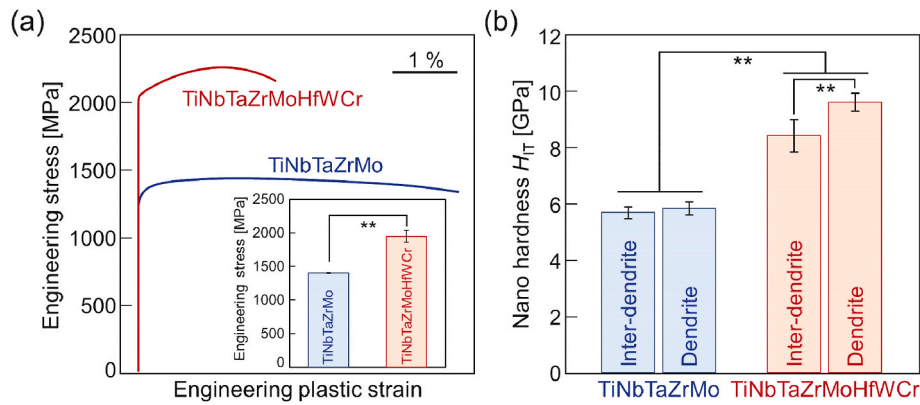 (a)
2500
2000
1500
1000
500
0
Engineering stress [MPa]
1 %
TiNbTaZrMoHfWCr
TiNbTaZrMo
2500
2000
1500
1000
500
0
Engineering stress [MPa]
**
TiNbTaZrMo
TiNbTaZrMoHfWCr
Engineering plastic strain
(b)
12
10
8
6
4
2
0
Nano hardness HIT [GPa]
**
**
Inter-dendrite
Dendrite
Inter-dendrite
Dendrite
TiNbTaZrMo
TiNbTaZrMoHfWCr